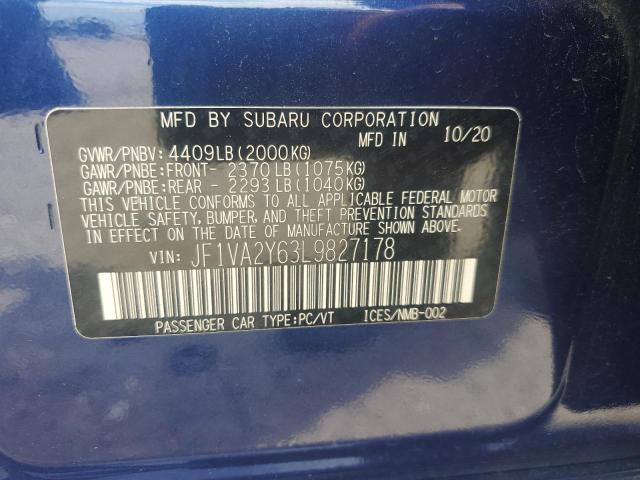 MFD BY SUBARU CORPORATION
MFD IN 10/20
GVWR/PNBV: 4409LB(2000KG)
GAWR/PNBE:FRONT- 2370LB(1075KG)
GAWR/PNBE:REAR - 2293LB(1040KG)
THIS VEHICLE CONFORMS TO ALL APPLICABLE FEDERAL MOTOR
VEHICLE SAFETY, BUMPER, AND THEFT PREVENTION STANDARDS
IN EFFECT ON THE DATE OF MANUFACTURE SHOWN ABOVE.
VIN: JF1VA2Y63L9827178
PASSENGER CAR TYPE:PC/VT ICES/NMB-002